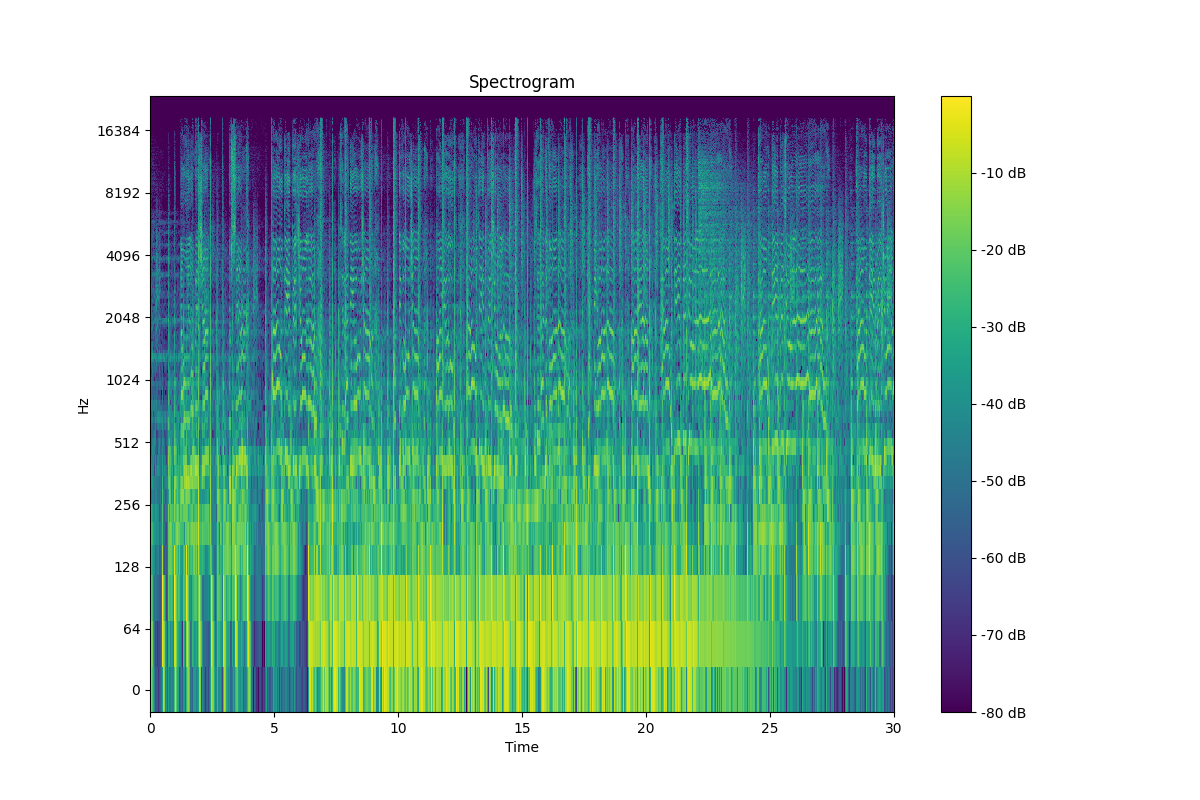 Spectrogram
16384
8192
4096
2048
1024
512
256
128
64
0
Hz
0 5 10 15 20 25 30
Time
-10 dB
-20 dB
-30 dB
-40 dB
-50 dB
-60 dB
-70 dB
-80 dB